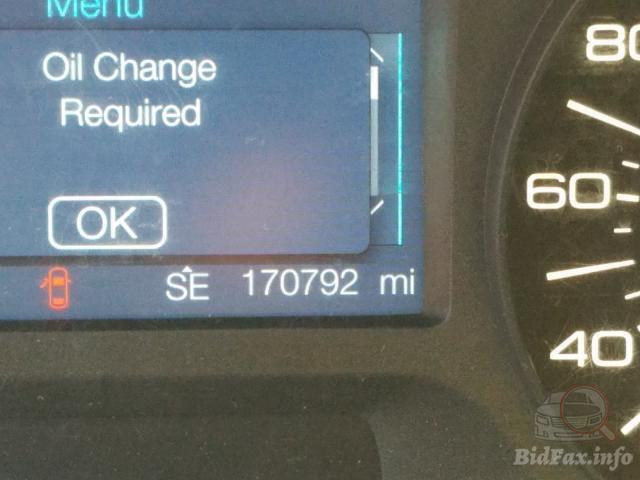 Menu
Oil Change
Required
OK
SE 170792 mi
80
60
40
BidFax.info